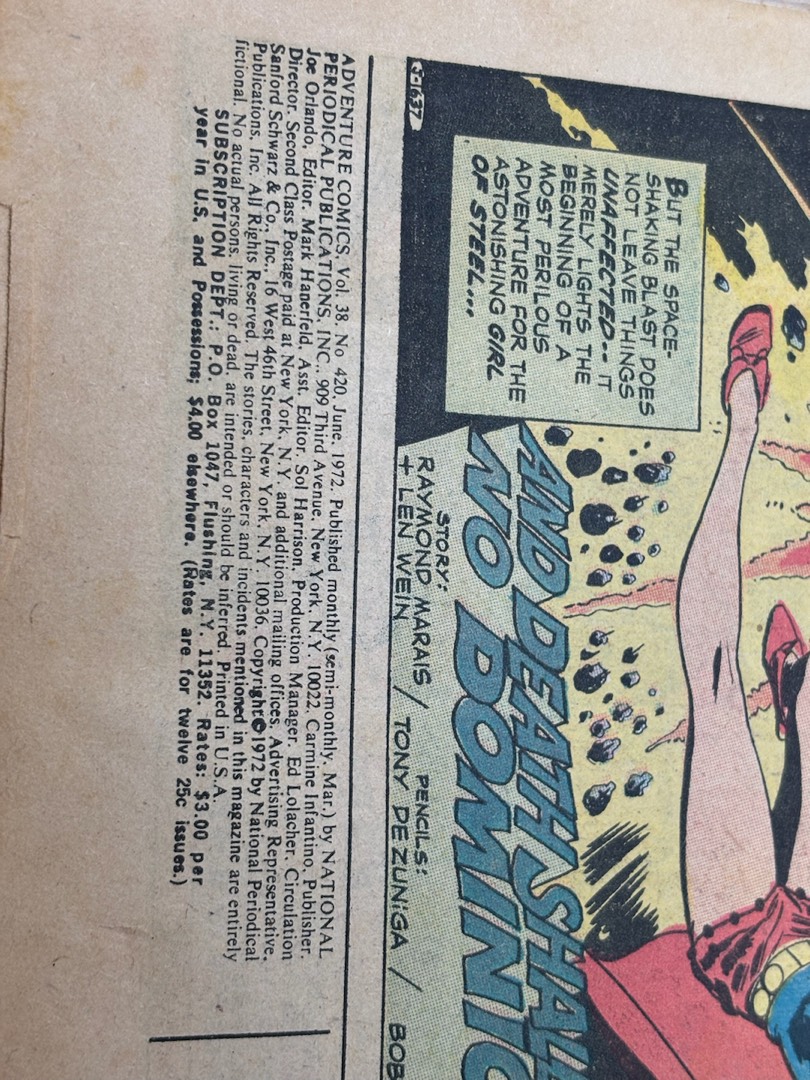 J-1637
BUT THE SPACE-
SHAKING BLAST DOES
NOT LEAVE THINGS
UNAFFECTED-- IT
MERELY LIGHTS THE
BEGINNING OF A
MOST PERILOUS
ADVENTURE FOR THE
ASTONISHING GIRL
OF STEEL...
AND DEATH SHALL
NO DOMINIO
STORY: PENCILS:
RAYMOND MARAIS / TONY DEZUÑIGA / BOB
+ LEN WEIN
ADVENTURE COMICS, Vol. 38. No. 420, June, 1972. Published monthly (semi-monthly, Mar.) by NATIONAL
PERIODICAL PUBLICATIONS, INC., 909 Third Avenue, New York, N.Y. 10022, Carmine Infantino, Publisher.
Joe Orlando, Editor. Mark Hanerfeld, Asst. Editor. Sol Harrison, Production Manager. Ed Lolacher, Circulation
Director. Second Class Postage paid at New York, N.Y. and additional mailing offices. Advertising Representative,
Sanford Schwarz & Co., Inc., 16 West 46th Street, New York, N.Y. 10036. Copyright © 1972 by National Periodical
Publications, Inc. All Rights Reserved. The stories, characters and incidents mentioned in this magazine are entirely
fictional. No actual persons, living or dead, are intended or should be inferred. Printed in U.S.A.
SUBSCRIPTION DEPT.: P.O. Box 1047, Flushing, N.Y. 11352. Rates: $3.00 per
year in U.S. and Possessions; $4.00 elsewhere. (Rates are for twelve 25c issues.)